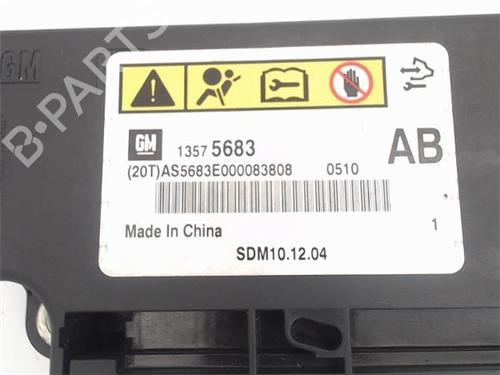 GM
B-PARTS
GM 1357 5683 AB
(20T)AS5683E000083808 0510
Made In China 1
SDM10.12.04